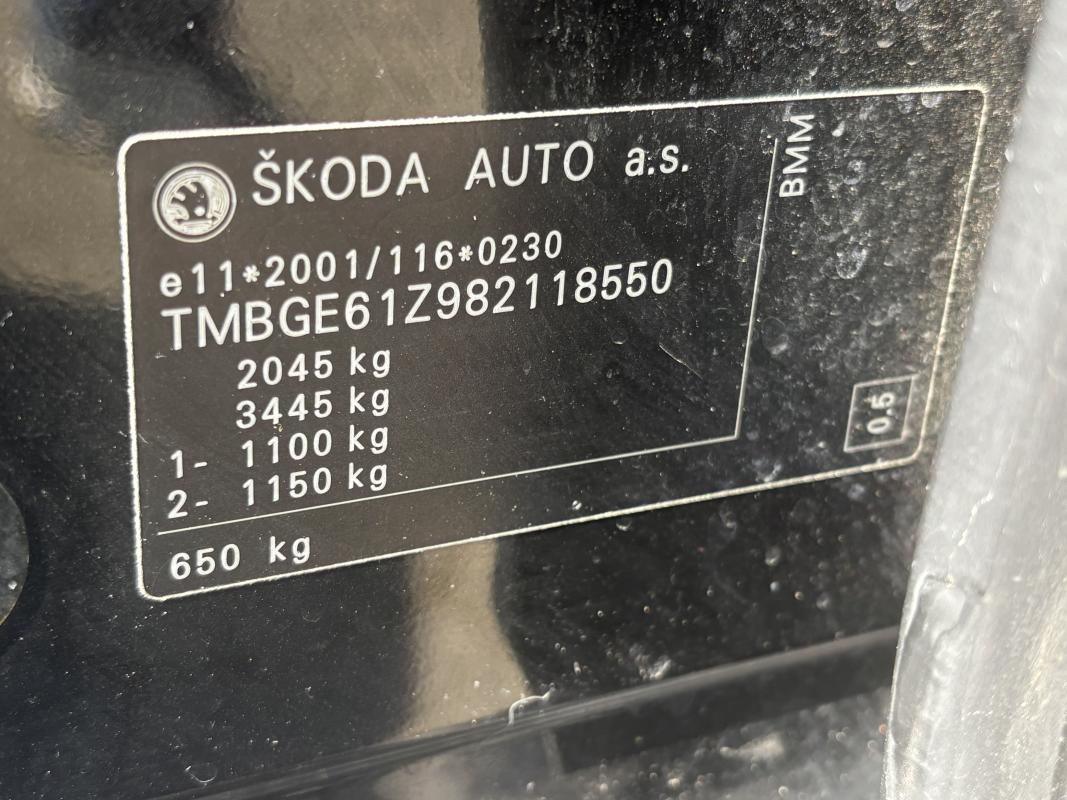 ŠKODA AUTO a.s.
BMM
e11*2001/116*0230
TMBGE61Z982118550
2045 kg
3445 kg
1- 1100 kg
2- 1150 kg
650 kg
0.5